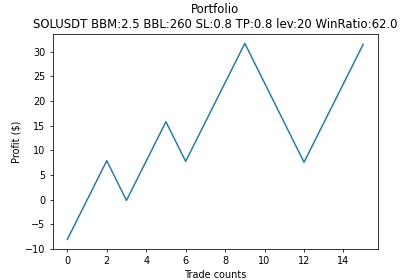 Portfolio
SOLUSDT BBM:2.5 BBL:260 SL:0.8 TP:0.8 lev:20 WinRatio:62.0
30
25
20
15
10
5
0
−5
−10
Profit ($)
0 2 4 6 8 10 12 14
Trade counts